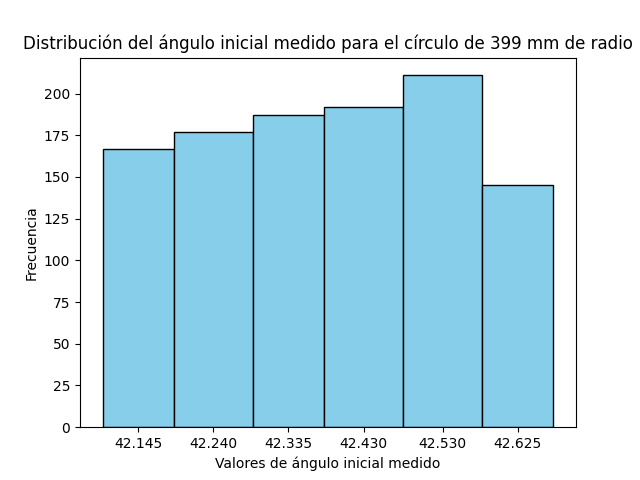 Distribución del ángulo inicial medido para el círculo de 399 mm de radio
200
175
150
125
100
75
50
25
0
Frecuencia
42.145 42.240 42.335 42.430 42.530 42.625
Valores de ángulo inicial medido